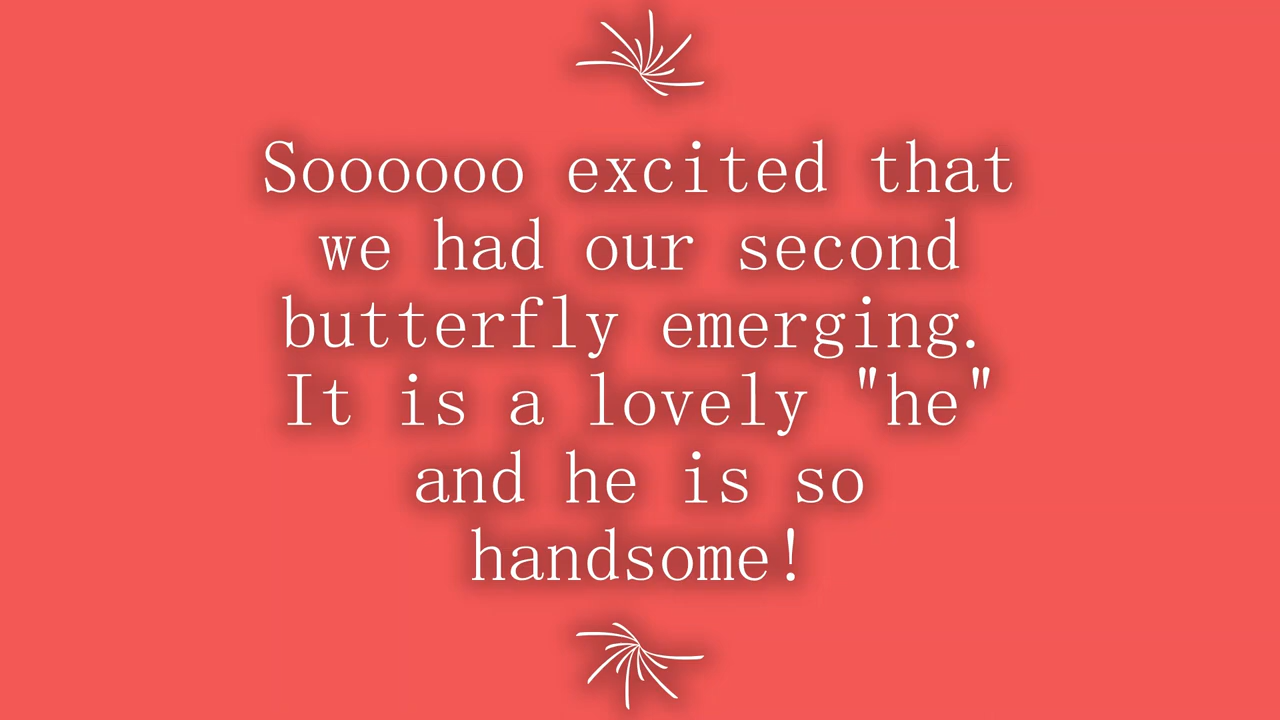 Soooooo excited that
we had our second
butterfly emerging.
It is a lovely "he"
and he is so
handsome!